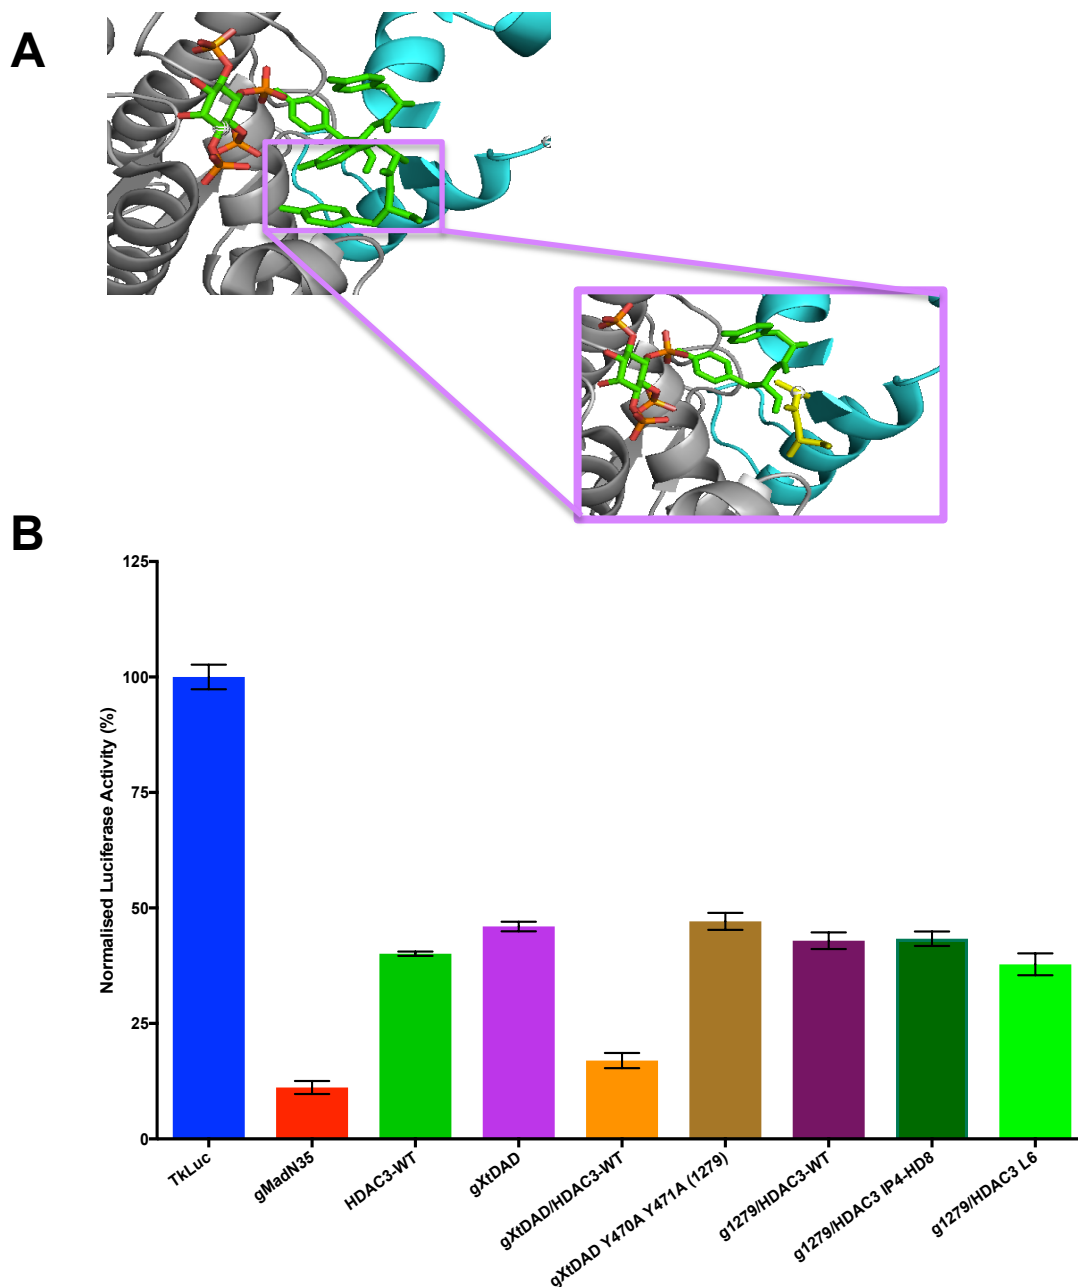 A
B
125
100
75
50
25
0
Normalised Luciferase Activity (%)
TkLuc
gMadN35
HDAC3-WT
gXtDAD
gXtDAD/HDAC3-WT
gXtDAD Y470A Y471A (1279)
g1279/HDAC3-WT
g1279/HDAC3 IP4-HD8
g1279/HDAC3 L6